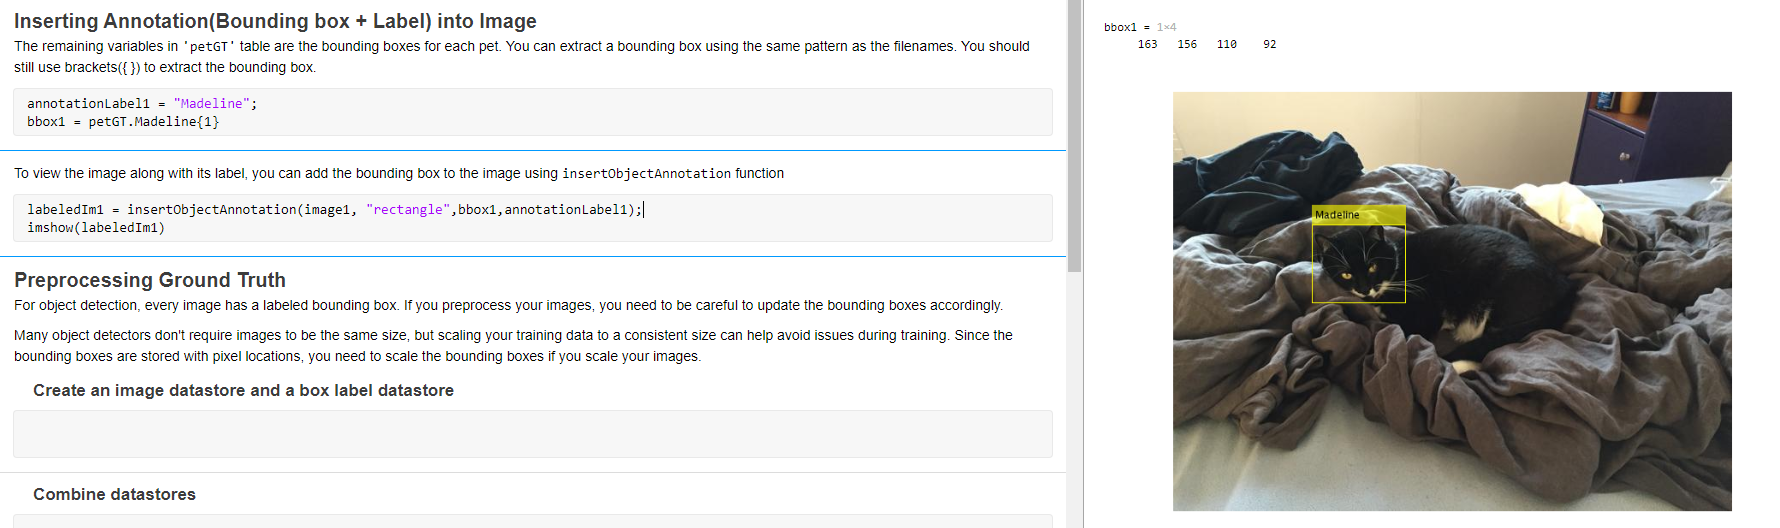 Inserting Annotation(Bounding box + Label) into Image
The remaining variables in 'petGT' table are the bounding boxes for each pet. You can extract a bounding box using the same pattern as the filenames. You should
still use brackets({ }) to extract the bounding box.
annotationLabel1 = "Madeline";
bbox1 = petGT.Madeline{1}
To view the image along with its label, you can add the bounding box to the image using insertObjectAnnotation function
labeledIm1 = insertObjectAnnotation(image1, "rectangle",bbox1,annotationLabel1);
imshow(labeledIm1)
Preprocessing Ground Truth
For object detection, every image has a labeled bounding box. If you preprocess your images, you need to be careful to update the bounding boxes accordingly.
Many object detectors don't require images to be the same size, but scaling your training data to a consistent size can help avoid issues during training. Since the
bounding boxes are stored with pixel locations, you need to scale the bounding boxes if you scale your images.
Create an image datastore and a box label datastore
Combine datastores
bbox1 = 1×4
163 156 110 92
Madeline